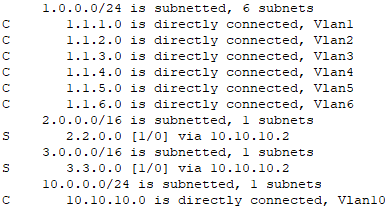 1.0.0.0/24 is subnetted, 6 subnets
C 1.1.1.0 is directly connected, Vlan1
C 1.1.2.0 is directly connected, Vlan2
C 1.1.3.0 is directly connected, Vlan3
C 1.1.4.0 is directly connected, Vlan4
C 1.1.5.0 is directly connected, Vlan5
C 1.1.6.0 is directly connected, Vlan6
2.0.0.0/16 is subnetted, 1 subnets
S 2.2.0.0 [1/0] via 10.10.10.2
3.0.0.0/16 is subnetted, 1 subnets
S 3.3.0.0 [1/0] via 10.10.10.2
10.0.0.0/24 is subnetted, 1 subnets
C 10.10.10.0 is directly connected, Vlan10